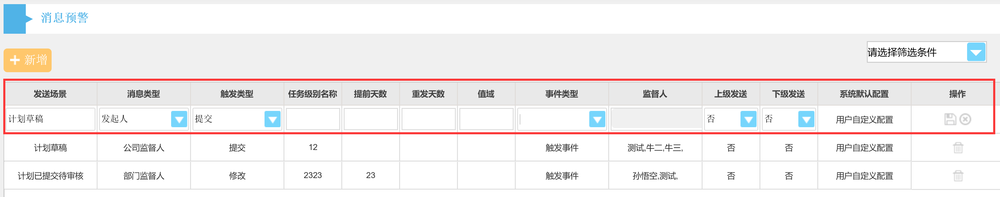 消息预警
新增
请选择筛选条件
发送场景 消息类型 触发类型 任务级别名称 提前天数 重发天数 值域 事件类型 监督人 上级发送 下级发送 系统默认配置 操作
计划草稿 发起人 提交 否 否 用户自定义配置
计划草稿 公司监督人 提交 12 触发事件 测试,牛二,牛三, 否 否 用户自定义配置
计划已提交待审核 部门监督人 修改 2323 23 触发事件 孙悟空,测试, 否 否 用户自定义配置